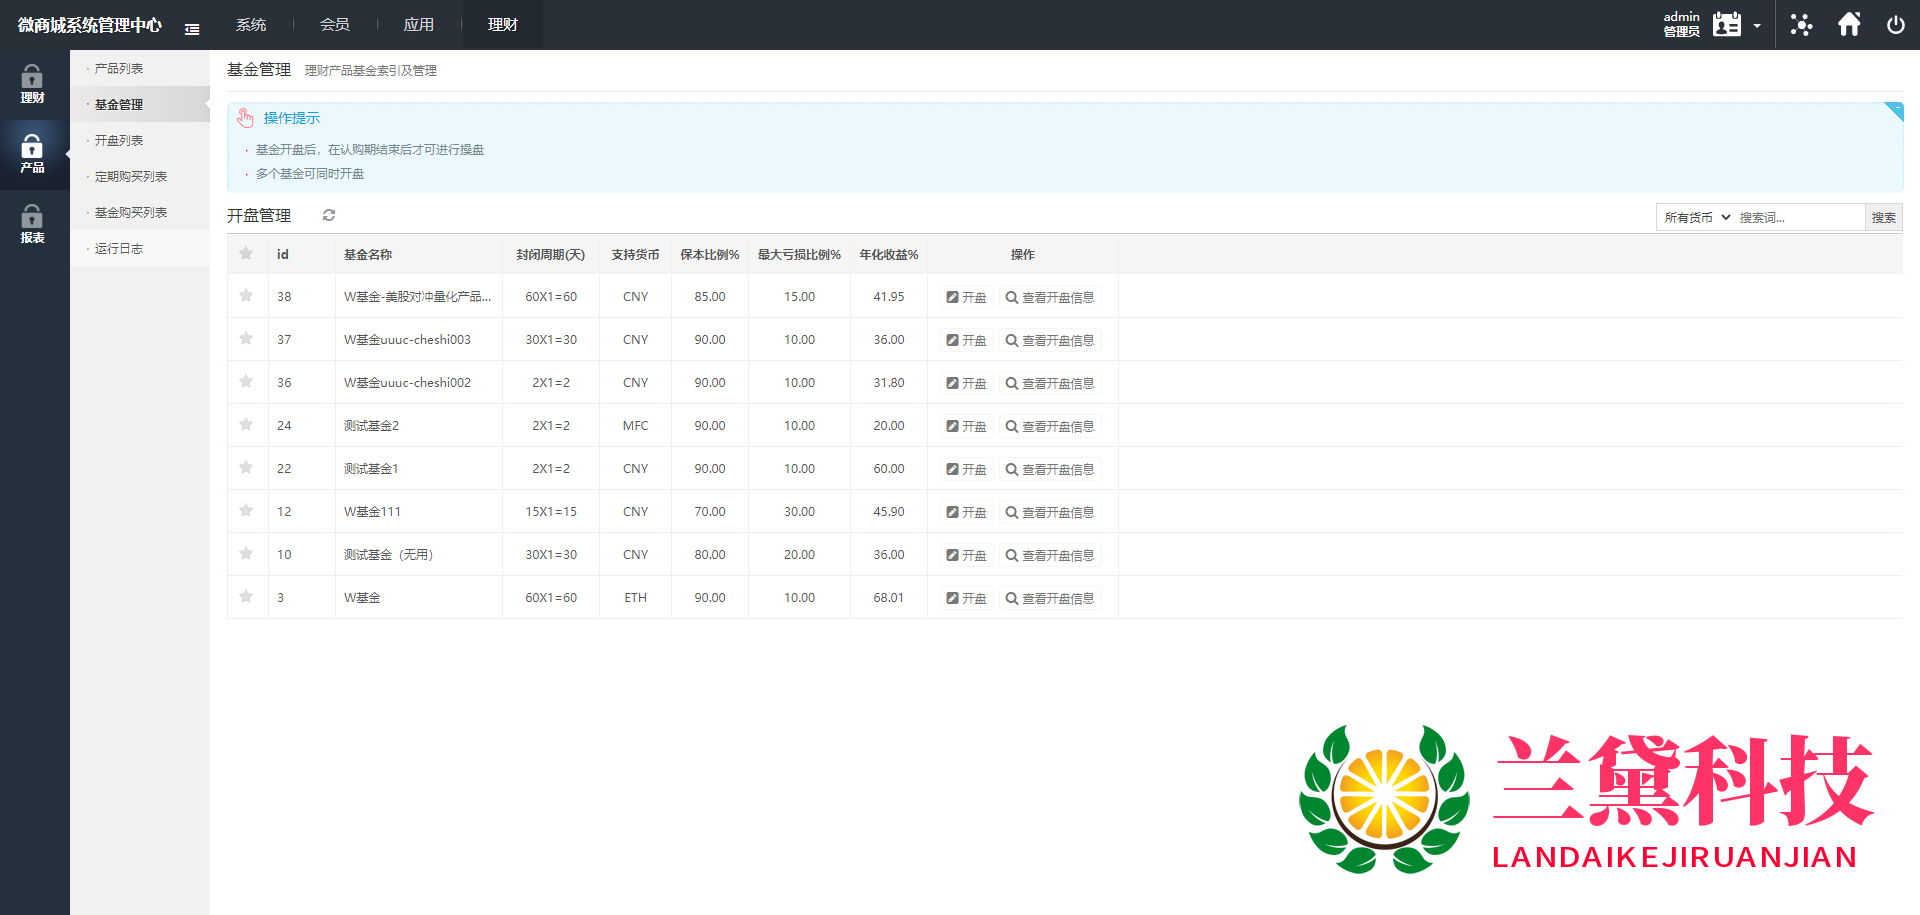 微商城系统管理中心
系统
会员
应用
理财
admin
管理员
理财
产品
报表
· 产品列表
· 基金管理
· 开盘列表
· 定期购买列表
· 基金购买列表
· 运行日志
基金管理 理财产品基金索引及管理
操作提示
基金开盘后，在认购期结束后才可进行操盘
多个基金可同时开盘
开盘管理
所有货币 搜索词... 搜索
id 基金名称 封闭周期(天) 支持货币 保本比例% 最大亏损比例% 年化收益% 操作
38 W基金-美股对冲量化产品... 60X1=60 CNY 85.00 15.00 41.95 开盘 查看开盘信息
37 W基金uuuc-cheshi003 30X1=30 CNY 90.00 10.00 36.00 开盘 查看开盘信息
36 W基金uuuc-cheshi002 2X1=2 CNY 90.00 10.00 31.80 开盘 查看开盘信息
24 测试基金2 2X1=2 MFC 90.00 10.00 20.00 开盘 查看开盘信息
22 测试基金1 2X1=2 CNY 90.00 10.00 60.00 开盘 查看开盘信息
12 W基金111 15X1=15 CNY 70.00 30.00 45.90 开盘 查看开盘信息
10 测试基金（无用） 30X1=30 CNY 80.00 20.00 36.00 开盘 查看开盘信息
3 W基金 60X1=60 ETH 90.00 10.00 68.01 开盘 查看开盘信息
兰黛科技
LANDAIKEJIRUANJIAN